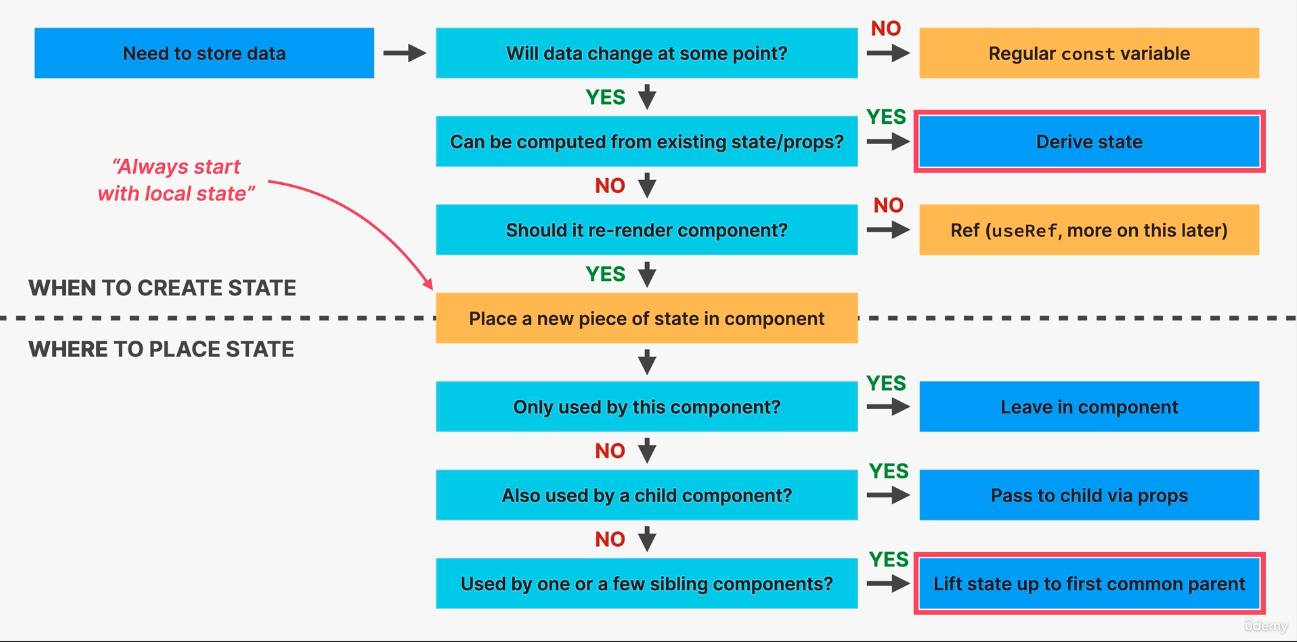 Need to store data
Will data change at some point?
NO
Regular const variable
YES
Can be computed from existing state/props?
YES
Derive state
"Always start
with local state"
NO
Should it re-render component?
NO
Ref (useRef, more on this later)
YES
WHEN TO CREATE STATE
Place a new piece of state in component
WHERE TO PLACE STATE
Only used by this component?
YES
Leave in component
NO
Also used by a child component?
YES
Pass to child via props
NO
Used by one or a few sibling components?
YES
Lift state up to first common parent
ûdemy